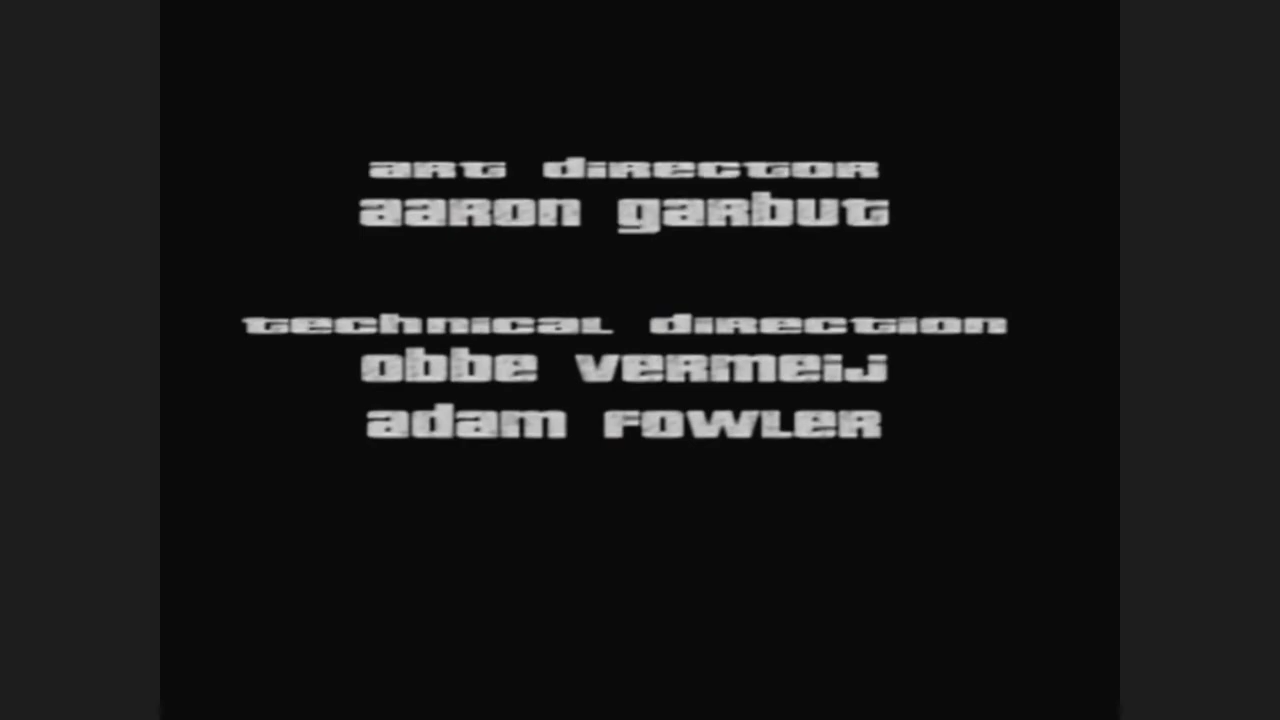 art director
aaron garbut
technical direction
obbe vermeij
adam fowler